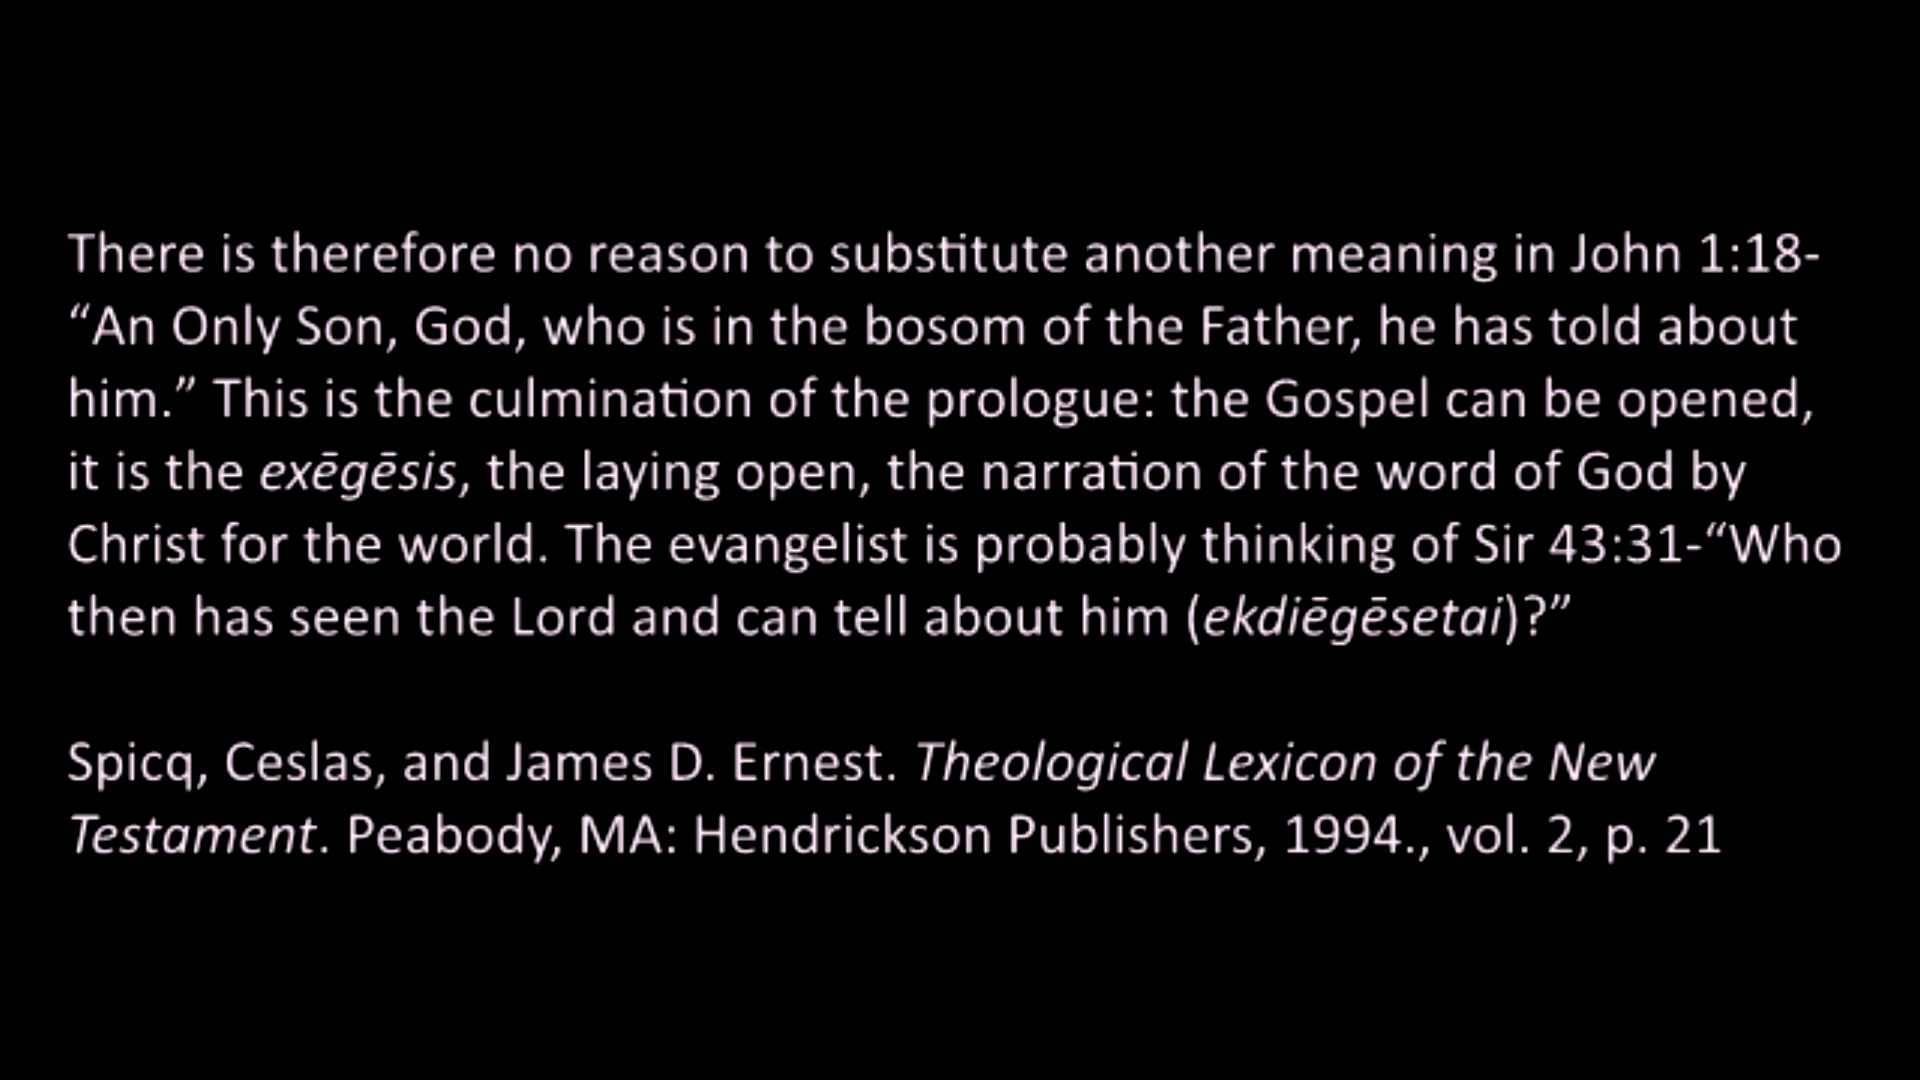 There is therefore no reason to substitute another meaning in John 1:18-
“An Only Son, God, who is in the bosom of the Father, he has told about
him.” This is the culmination of the prologue: the Gospel can be opened,
it is the exēgēsis, the laying open, the narration of the word of God by
Christ for the world. The evangelist is probably thinking of Sir 43:31-“Who
then has seen the Lord and can tell about him (ekdiēgēsetai)?”
Spicq, Ceslas, and James D. Ernest. Theological Lexicon of the New
Testament. Peabody, MA: Hendrickson Publishers, 1994., vol. 2, p. 21